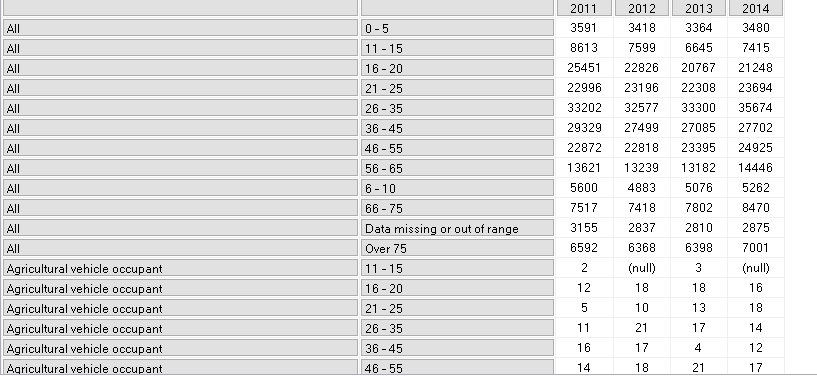 2011 2012 2013 2014
All 0 - 5 3591 3418 3364 3480
All 11 - 15 8613 7599 6645 7415
All 16 - 20 25451 22826 20767 21248
All 21 - 25 22996 23196 22308 23694
All 26 - 35 33202 32577 33300 35674
All 36 - 45 29329 27499 27085 27702
All 46 - 55 22872 22818 23395 24925
All 56 - 65 13621 13239 13182 14446
All 6 - 10 5600 4883 5076 5262
All 66 - 75 7517 7418 7802 8470
All Data missing or out of range 3155 2837 2810 2875
All Over 75 6592 6368 6398 7001
Agricultural vehicle occupant 11 - 15 2 (null) 3 (null)
Agricultural vehicle occupant 16 - 20 12 18 18 16
Agricultural vehicle occupant 21 - 25 5 10 13 18
Agricultural vehicle occupant 26 - 35 11 21 17 14
Agricultural vehicle occupant 36 - 45 16 17 4 12
Agricultural vehicle occupant 46 - 55 14 18 21 17